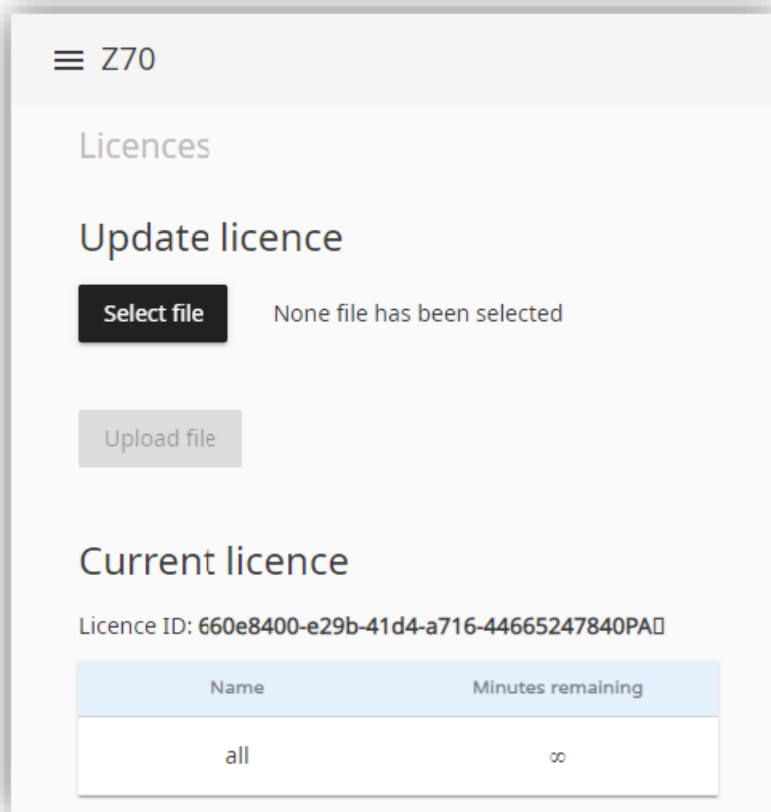 Z70
Licences
Update licence
Select file None file has been selected
Upload file
Current licence
Licence ID: 660e8400-e29b-41d4-a716-44665247840PA▯
Name Minutes remaining
all ∞